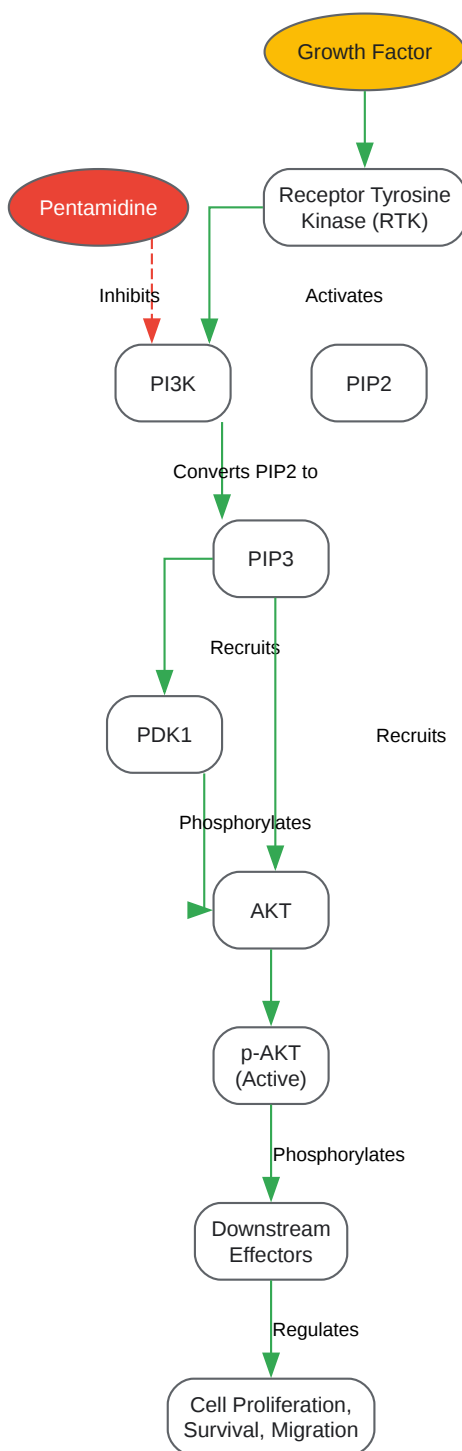 Growth Factor
Receptor Tyrosine
Kinase (RTK)
Pentamidine
Inhibits
Activates
PI3K
PIP2
Converts PIP2 to
PIP3
Recruits
PDK1
Recruits
Phosphorylates
AKT
p-AKT
(Active)
Phosphorylates
Downstream
Effectors
Regulates
Cell Proliferation,
Survival, Migration